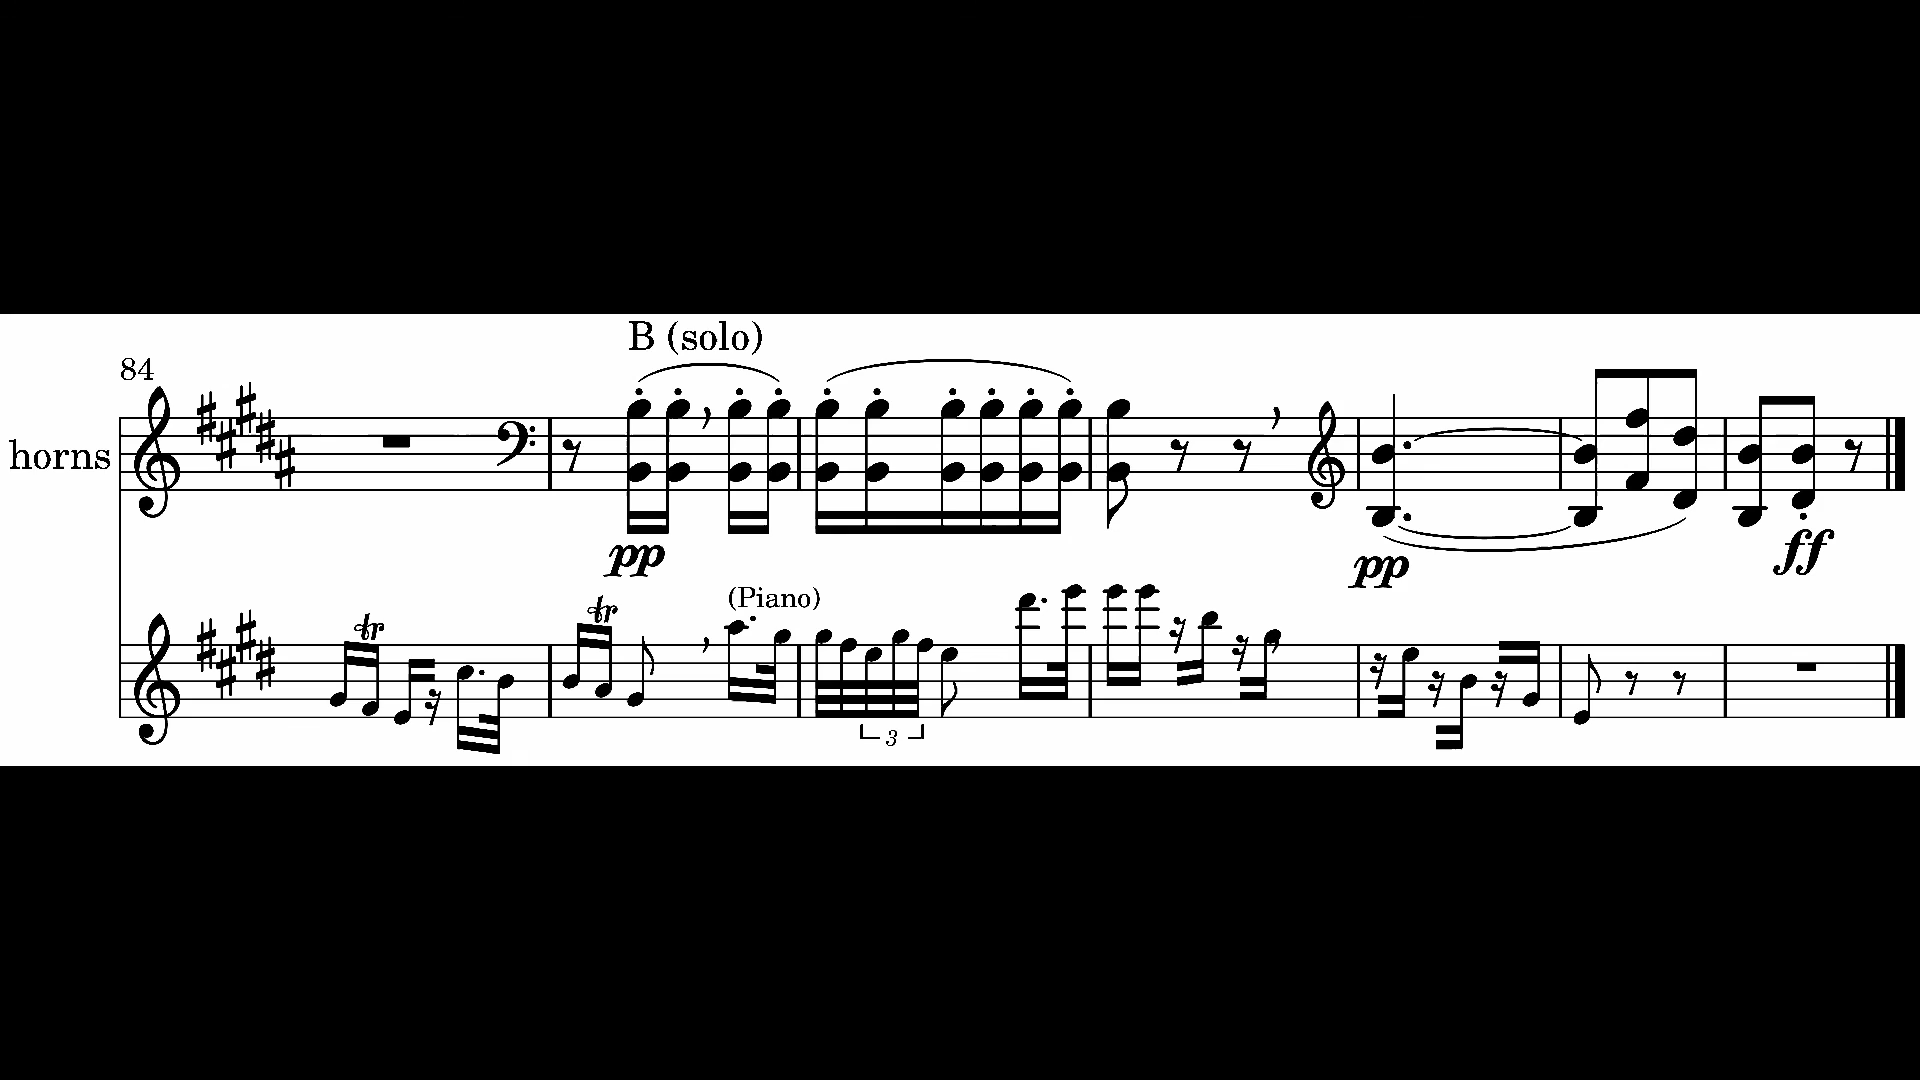 B (solo)
84
horns
pp
pp
ff
tr
tr
(Piano)
3